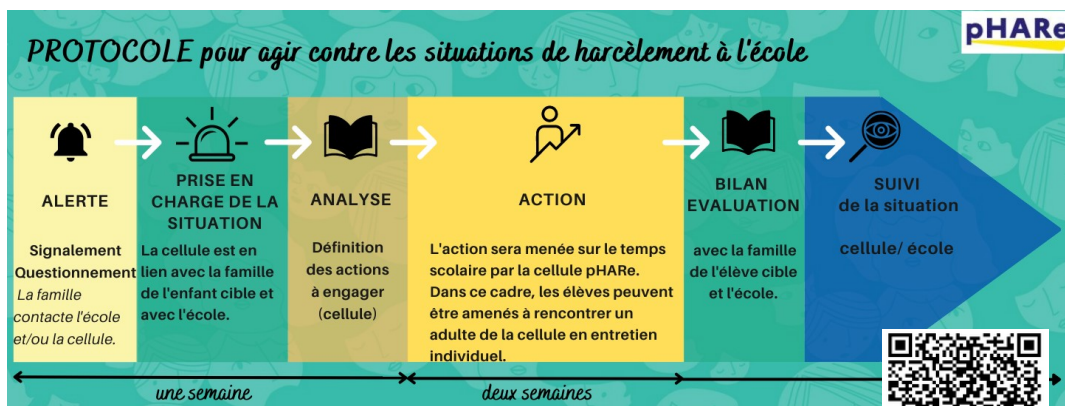 PROTOCOLE pour agir contre les situations de harcèlement à l'école
pHARe
ALERTE
Signalement
Questionnement
La famille
contacte l'école
et/ou la cellule.
PRISE EN
CHARGE DE LA
SITUATION
La cellule est en
lien avec la famille
de l'enfant cible et
avec l'école.
ANALYSE
Définition
des actions
à engager
(cellule)
ACTION
L'action sera menée sur le temps
scolaire par la cellule pHARe.
Dans ce cadre, les élèves peuvent
être amenés à rencontrer un
adulte de la cellule en entretien
individuel.
BILAN
EVALUATION
avec la famille
de l'élève cible
et l'école.
SUIVI
de la situation
cellule/ école
une semaine
deux semaines